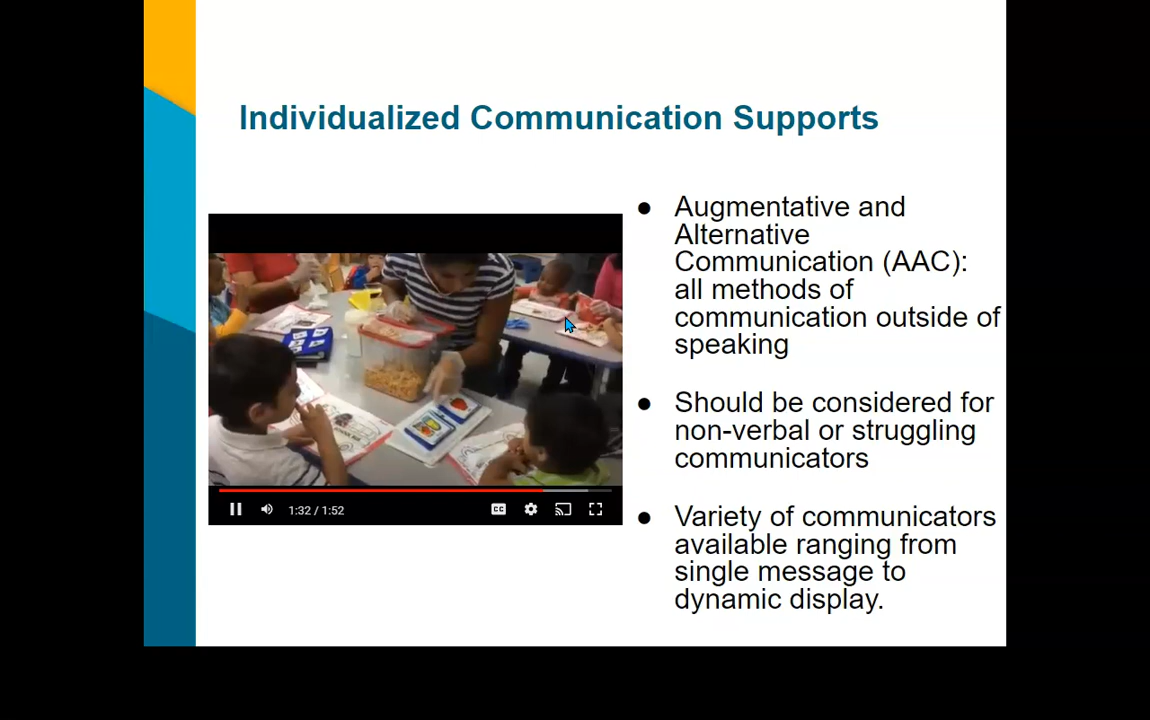 Individualized Communication Supports
● Augmentative and
Alternative
Communication (AAC):
all methods of
communication outside of
speaking
● Should be considered for
non-verbal or struggling
communicators
● Variety of communicators
available ranging from
single message to
dynamic display.
1:32 / 1:52
CC